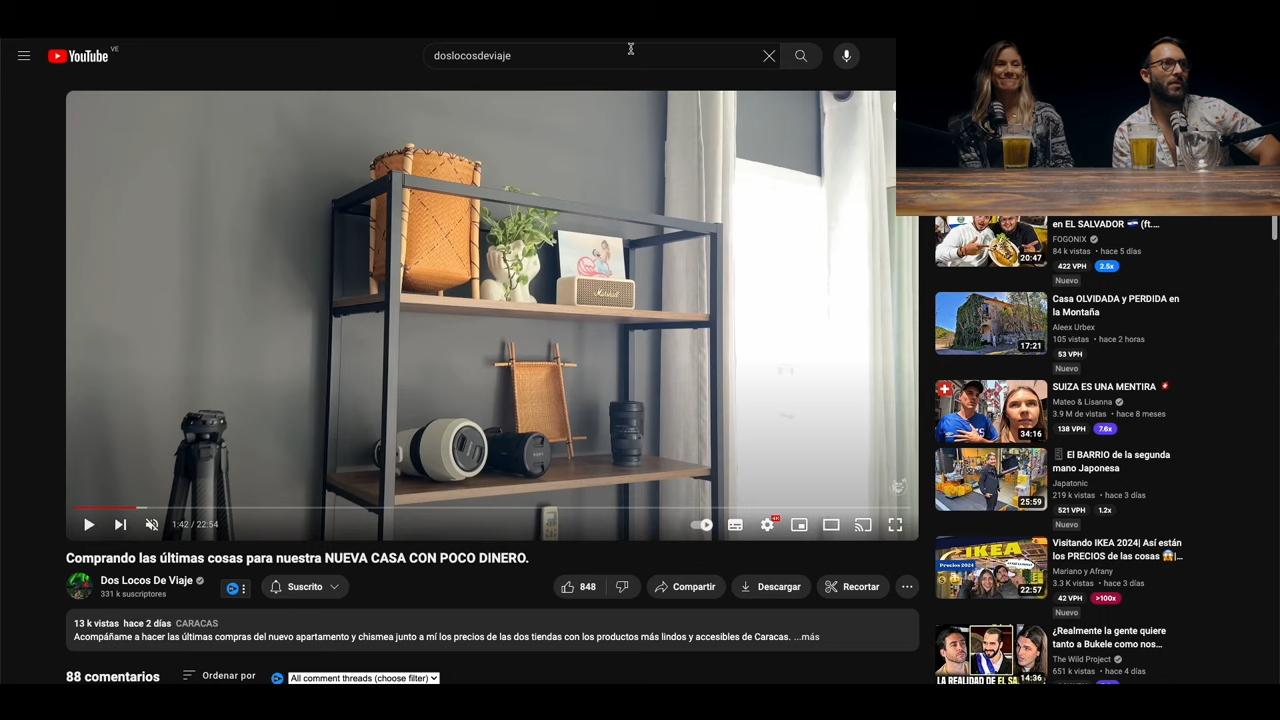 YouTube VE
doslocosdeviaje
Marshall
1:42 / 22:54
4K
Comprando las últimas cosas para nuestra NUEVA CASA CON POCO DINERO.
Dos Locos De Viaje
331 k suscriptores
Suscrito
848
Compartir
Descargar
Recortar
13 k vistas hace 2 días CARACAS
Acompáñame a hacer las últimas compras del nuevo apartamento y chismea junto a mí los precios de las dos tiendas con los productos más lindos y accesibles de Caracas. ...más
88 comentarios
Ordenar por
All comment threads (choose filter)
en EL SALVADOR 🇸🇻 (ft....
FOGONIX
84 k vistas • hace 5 días
422 VPH 2.5x
Nuevo
20:47
Casa OLVIDADA y PERDIDA en
la Montaña
Aleex Urbex
105 vistas • hace 2 horas
53 VPH
Nuevo
17:21
SUIZA ES UNA MENTIRA 🇨🇭
Mateo & Lisanna
3.9 M de vistas • hace 8 meses
138 VPH 7.6x
34:16
El BARRIO de la segunda
mano Japonesa
Japatonic
219 k vistas • hace 3 días
521 VPH 1.2x
Nuevo
25:59
Visitando IKEA 2024| Así están
los PRECIOS de las cosas 😱|...
Mariano y Afrany
3.3 K vistas • hace 3 días
42 VPH >100x
Nuevo
IKEA
Precios 2024
22:57
¿Realmente la gente quiere
tanto a Bukele como nos...
The Wild Project
651 k vistas • hace 4 días
LA REALIDAD DE EL SA
14:36